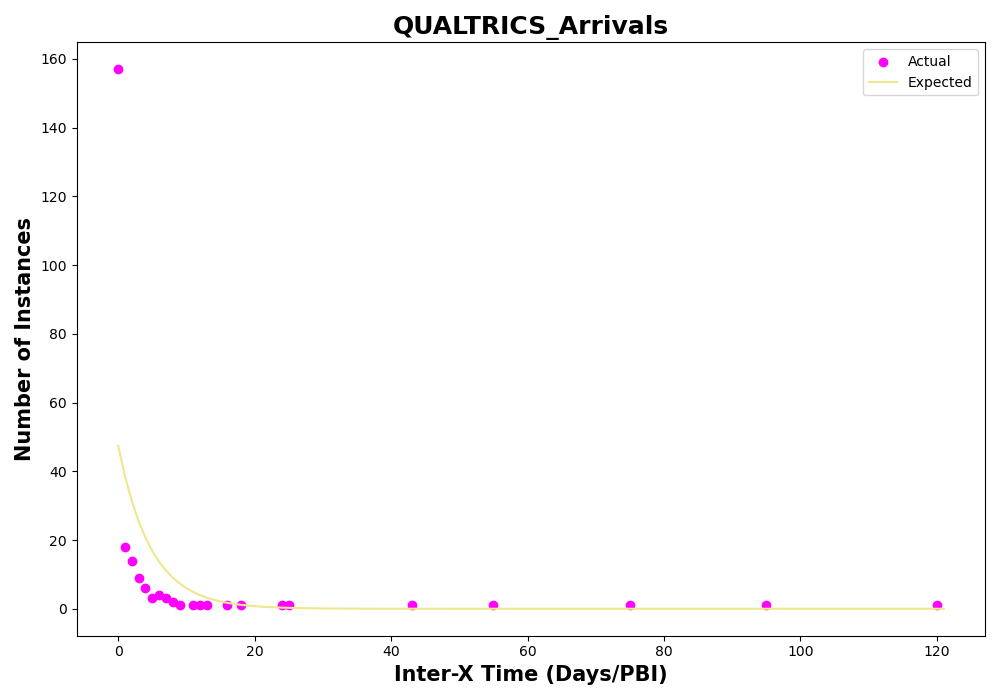 QUALTRICS_Arrivals
Actual
Expected
160
140
120
100
80
60
40
20
0
Number of Instances
0 20 40 60 80 100 120
Inter-X Time (Days/PBI)